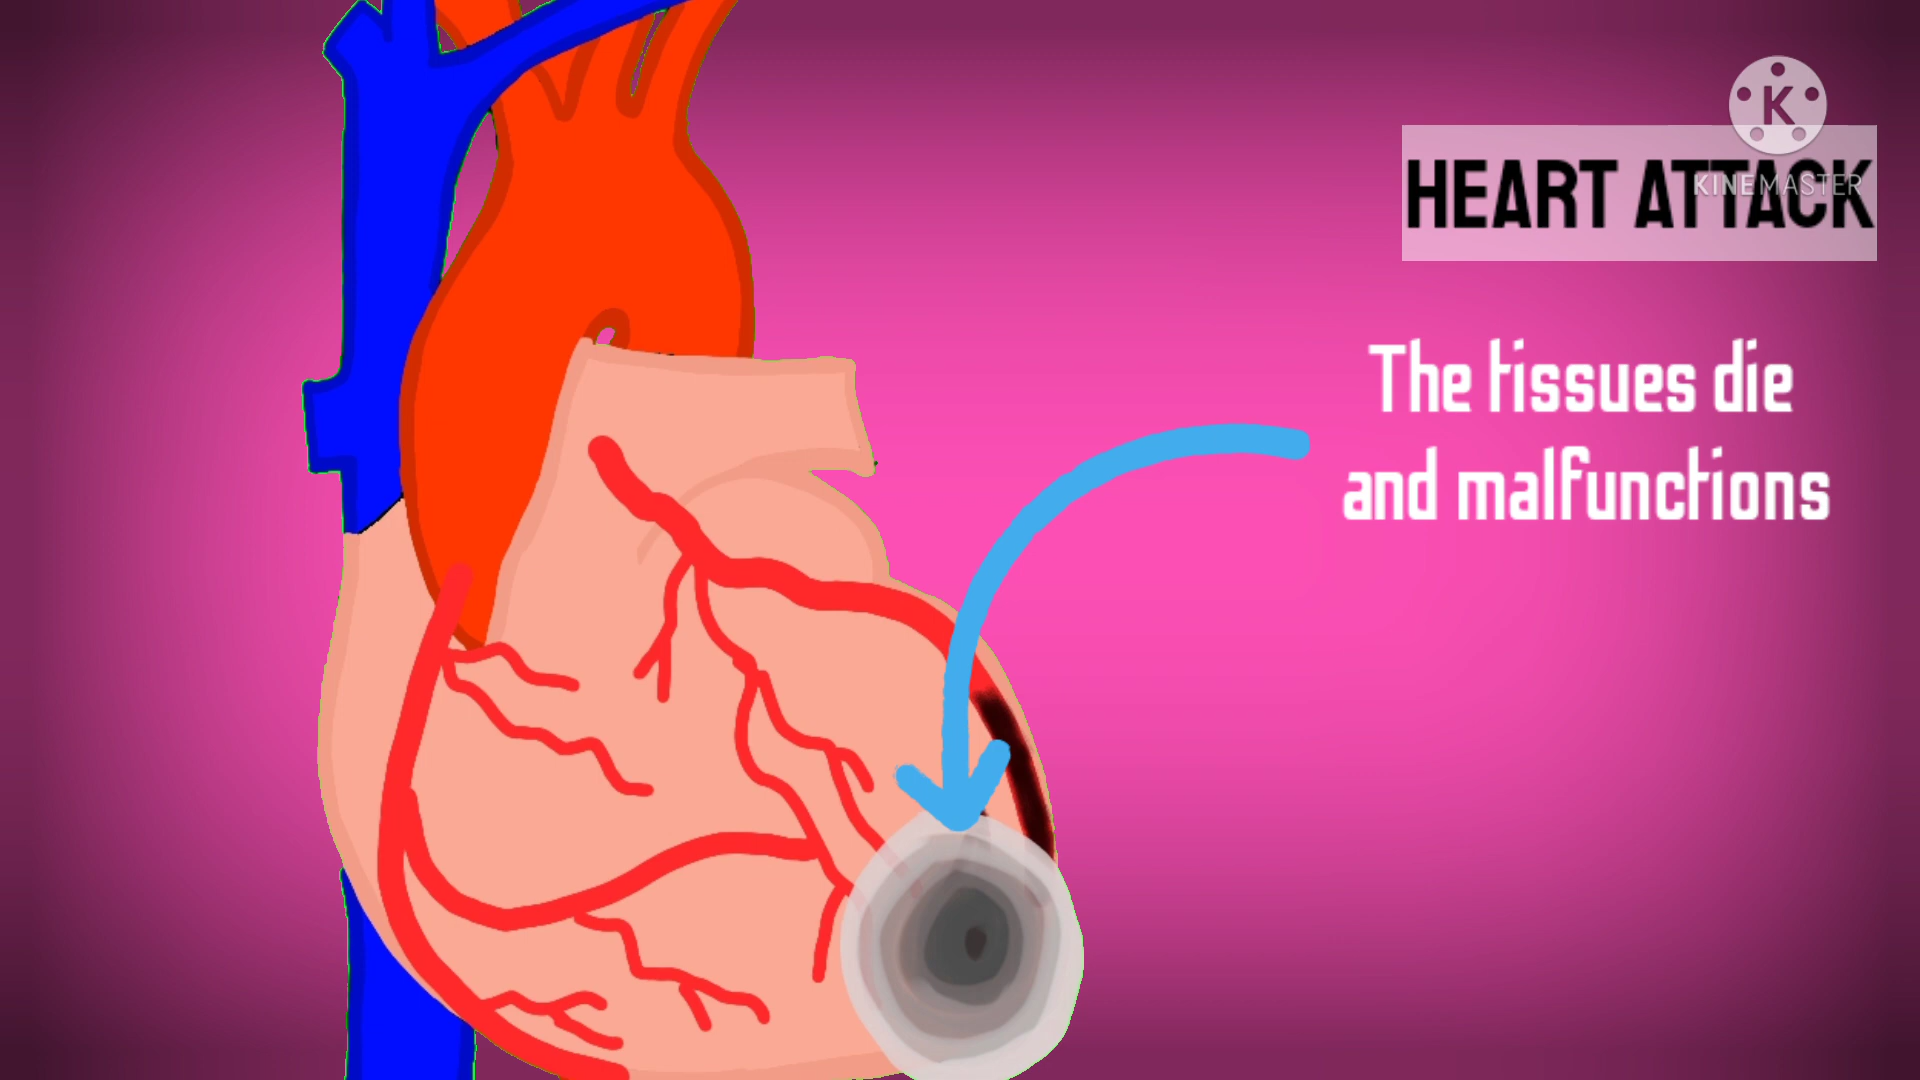 K
KINEMASTER
HEART ATTACK
The tissues die
and malfunctions